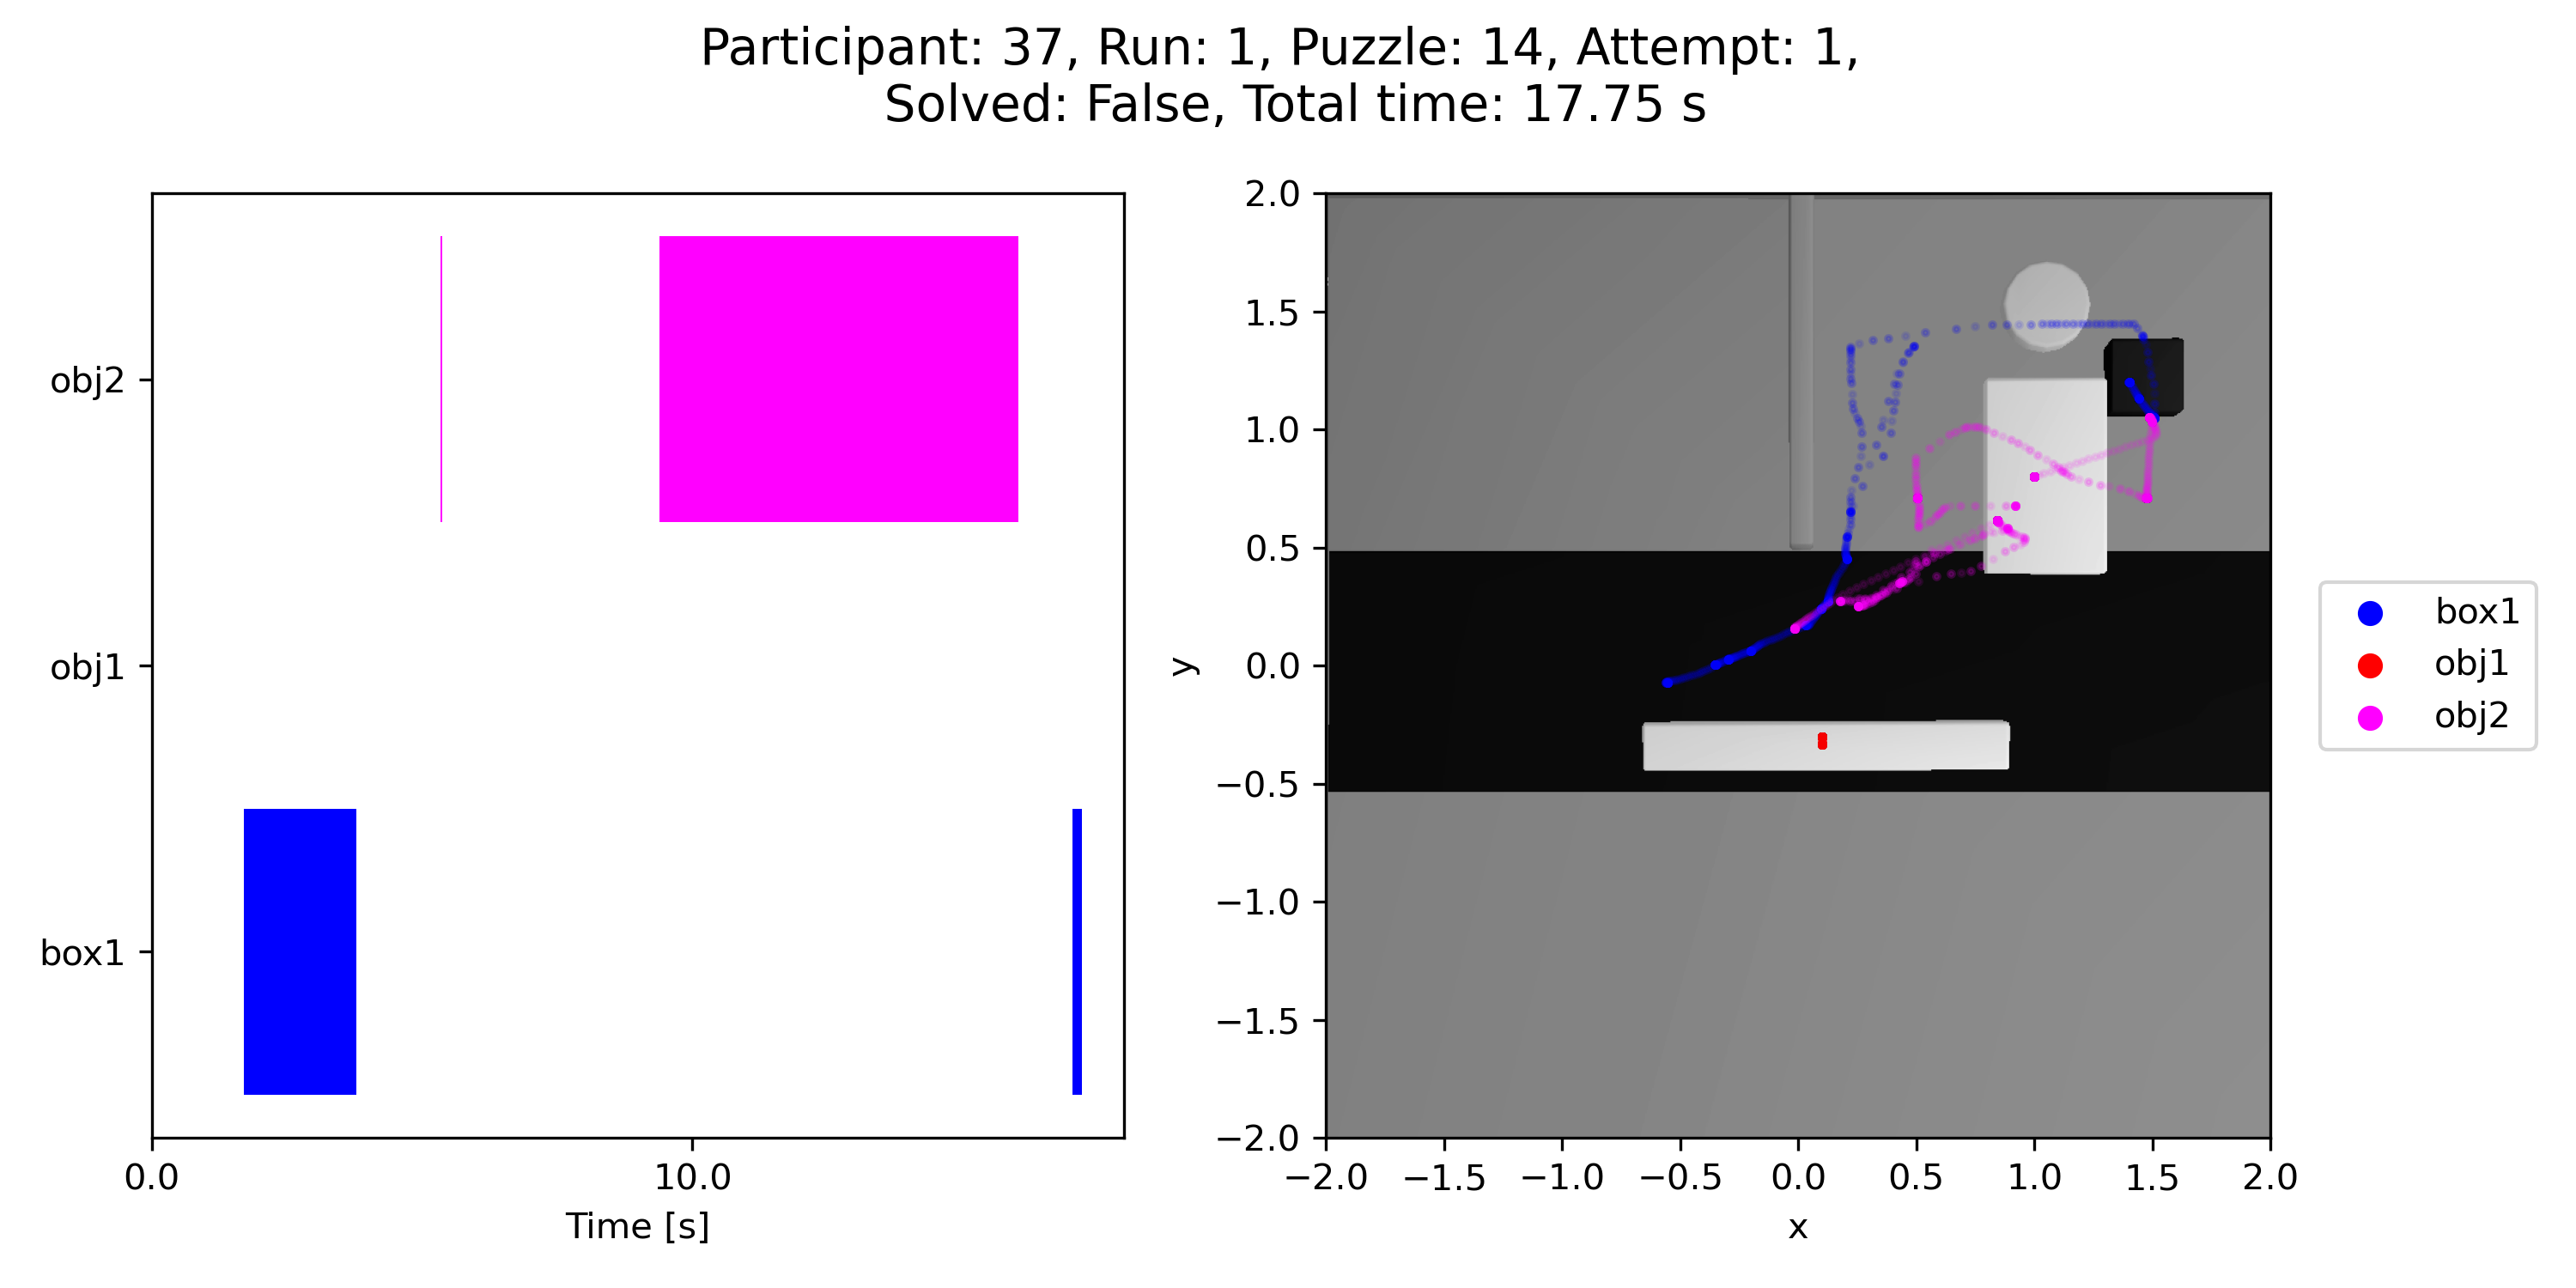 Participant: 37, Run: 1, Puzzle: 14, Attempt: 1,
Solved: False, Total time: 17.75 s
obj2
obj1
box1
0.0
10.0
Time [s]
2.0
1.5
1.0
0.5
0.0
−0.5
−1.0
−1.5
−2.0
y
−2.0
−1.5
−1.0
−0.5
0.0
0.5
1.0
1.5
2.0
x
box1
obj1
obj2